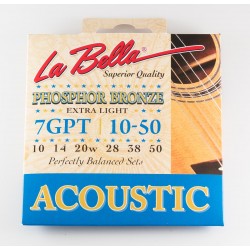 La Bella
Superior Quality
PHOSPHOR BRONZE
EXTRA LIGHT
7GPT 10-50
10 14 20w 28 38 50
Perfectly Balanced Sets
ACOUSTIC